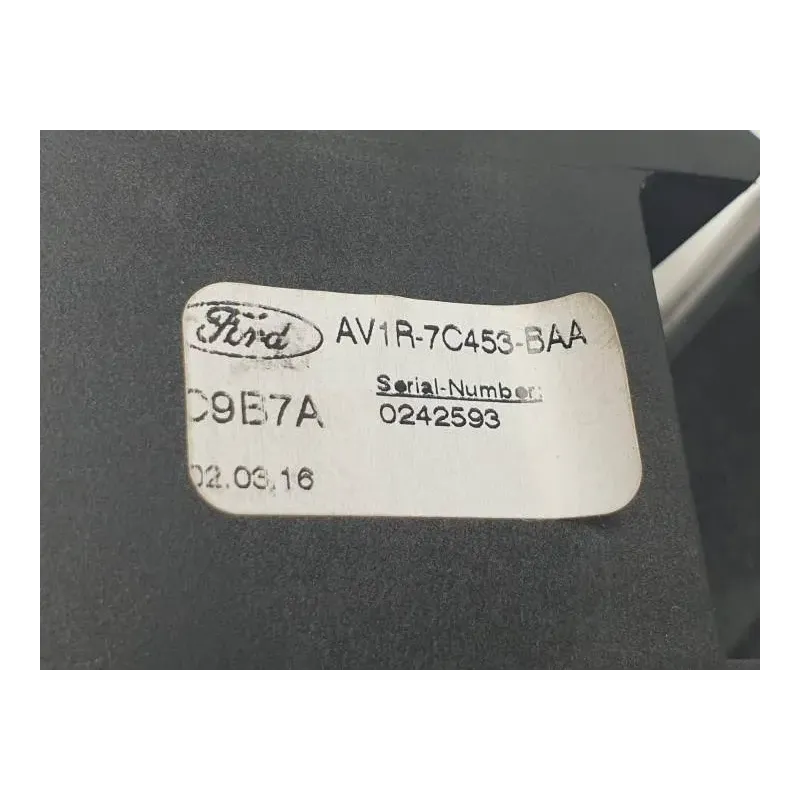 Ford AV1R-7C453-BAA
C9B7A Serial-Number:
0242593
02.03.16